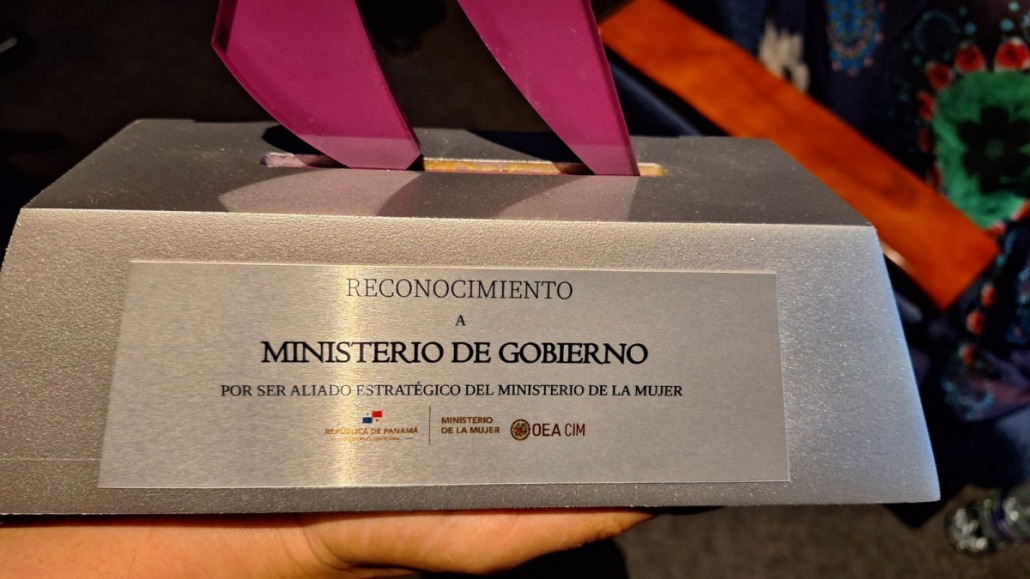 RECONOCIMIENTO
A
MINISTERIO DE GOBIERNO
POR SER ALIADO ESTRATÉGICO DEL MINISTERIO DE LA MUJER
REPÚBLICA DE PANAMÁ
MINISTERIO
DE LA MUJER
OEA CIM